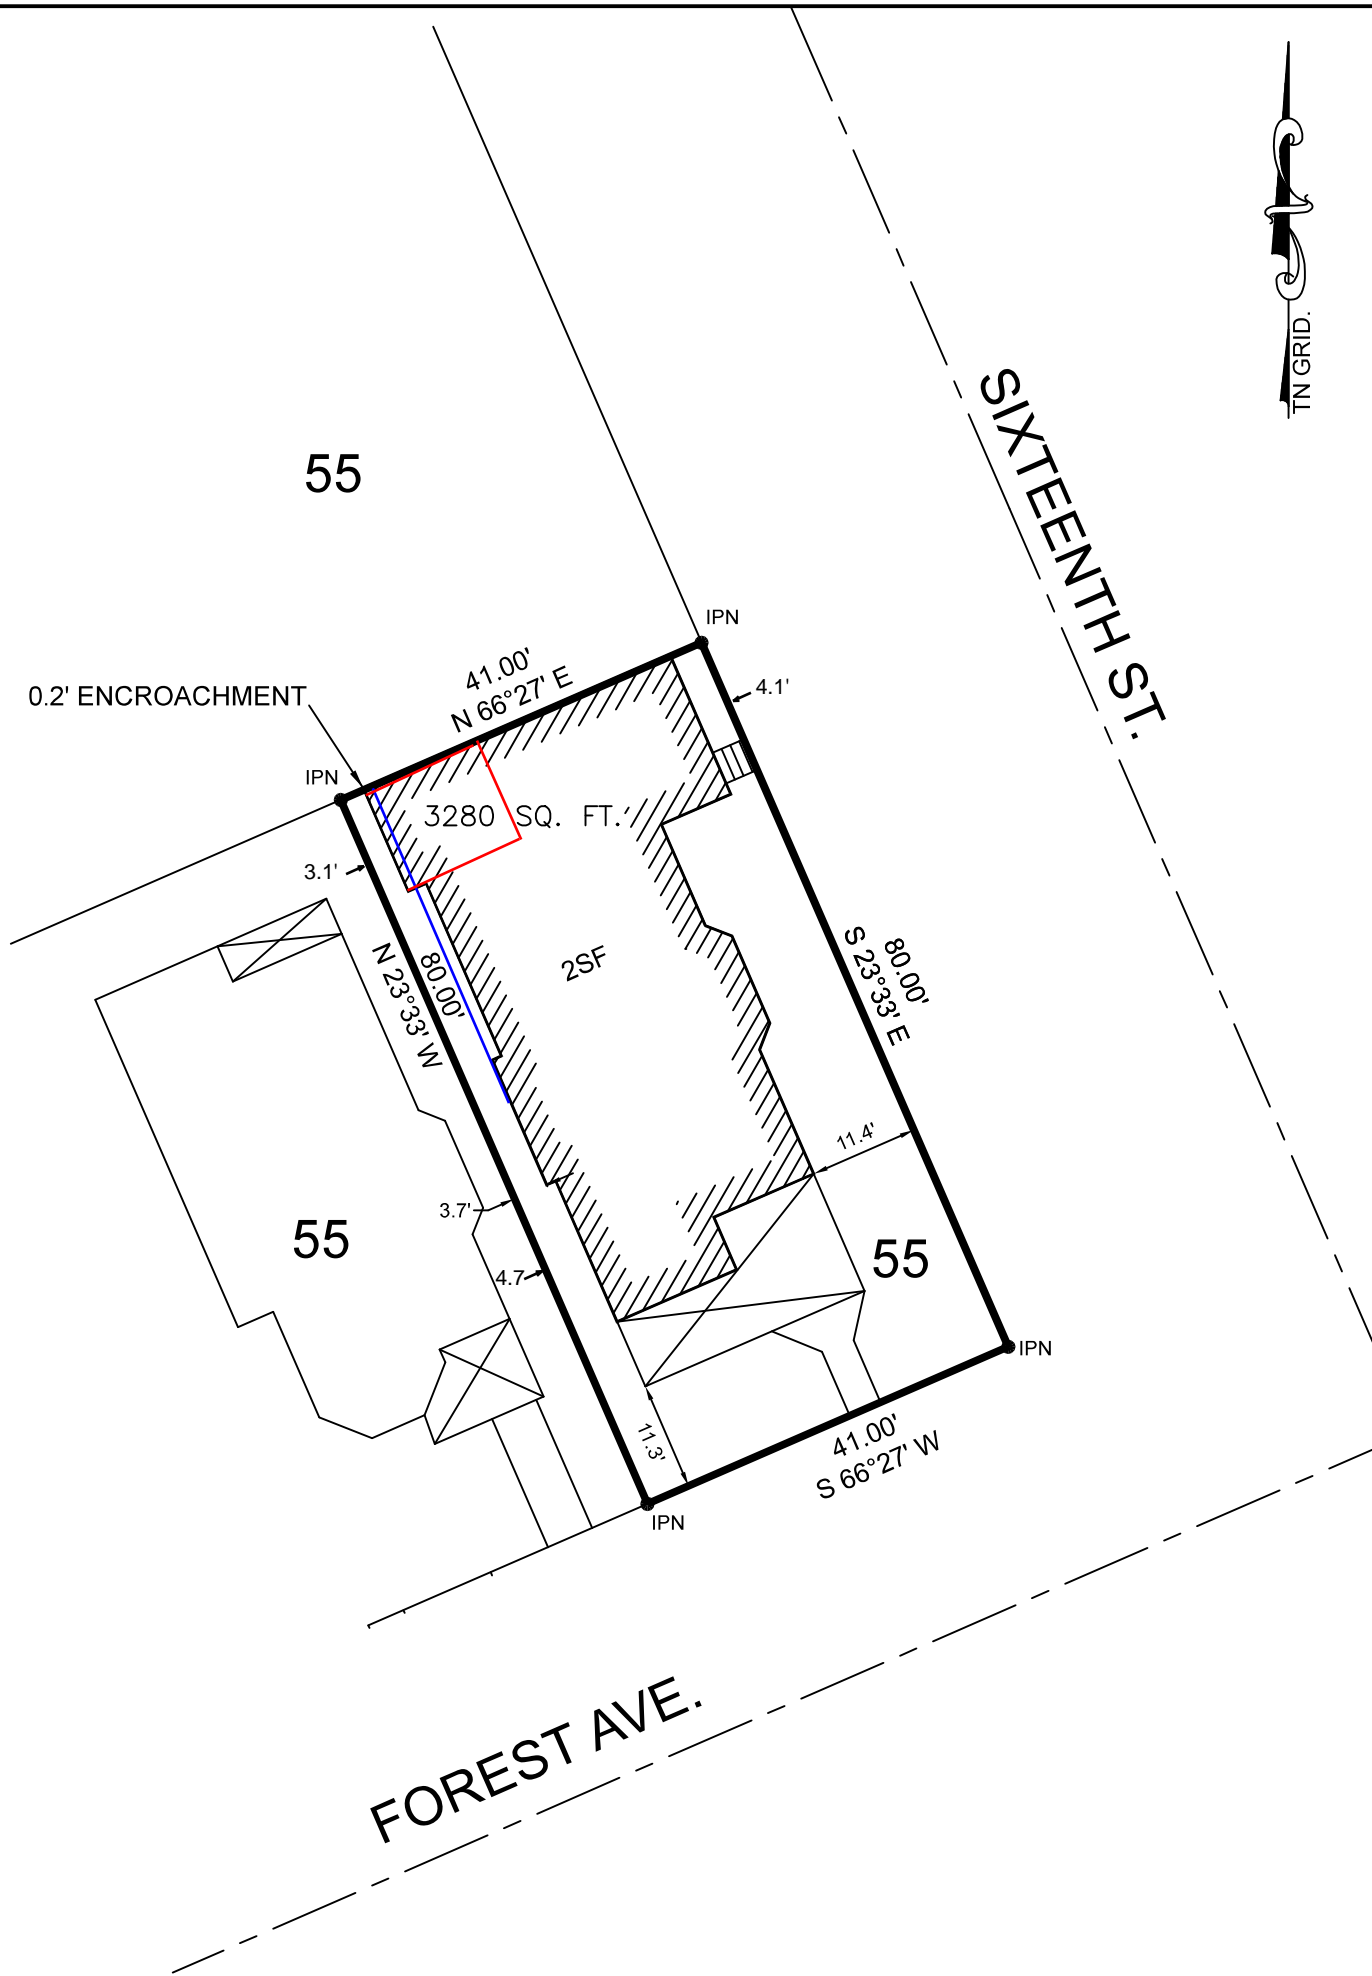 TN GRID.
SIXTEENTH ST.
55
IPN
41.00'
N 66°27' E
0.2' ENCROACHMENT
4.1'
IPN
3280 SQ. FT.
3.1'
80.00'
N 23°33' W
2SF
80.00'
S 23°33' E
11.4'
3.7'
55
55
4.7
IPN
11.3'
41.00'
S 66°27' W
IPN
FOREST AVE.